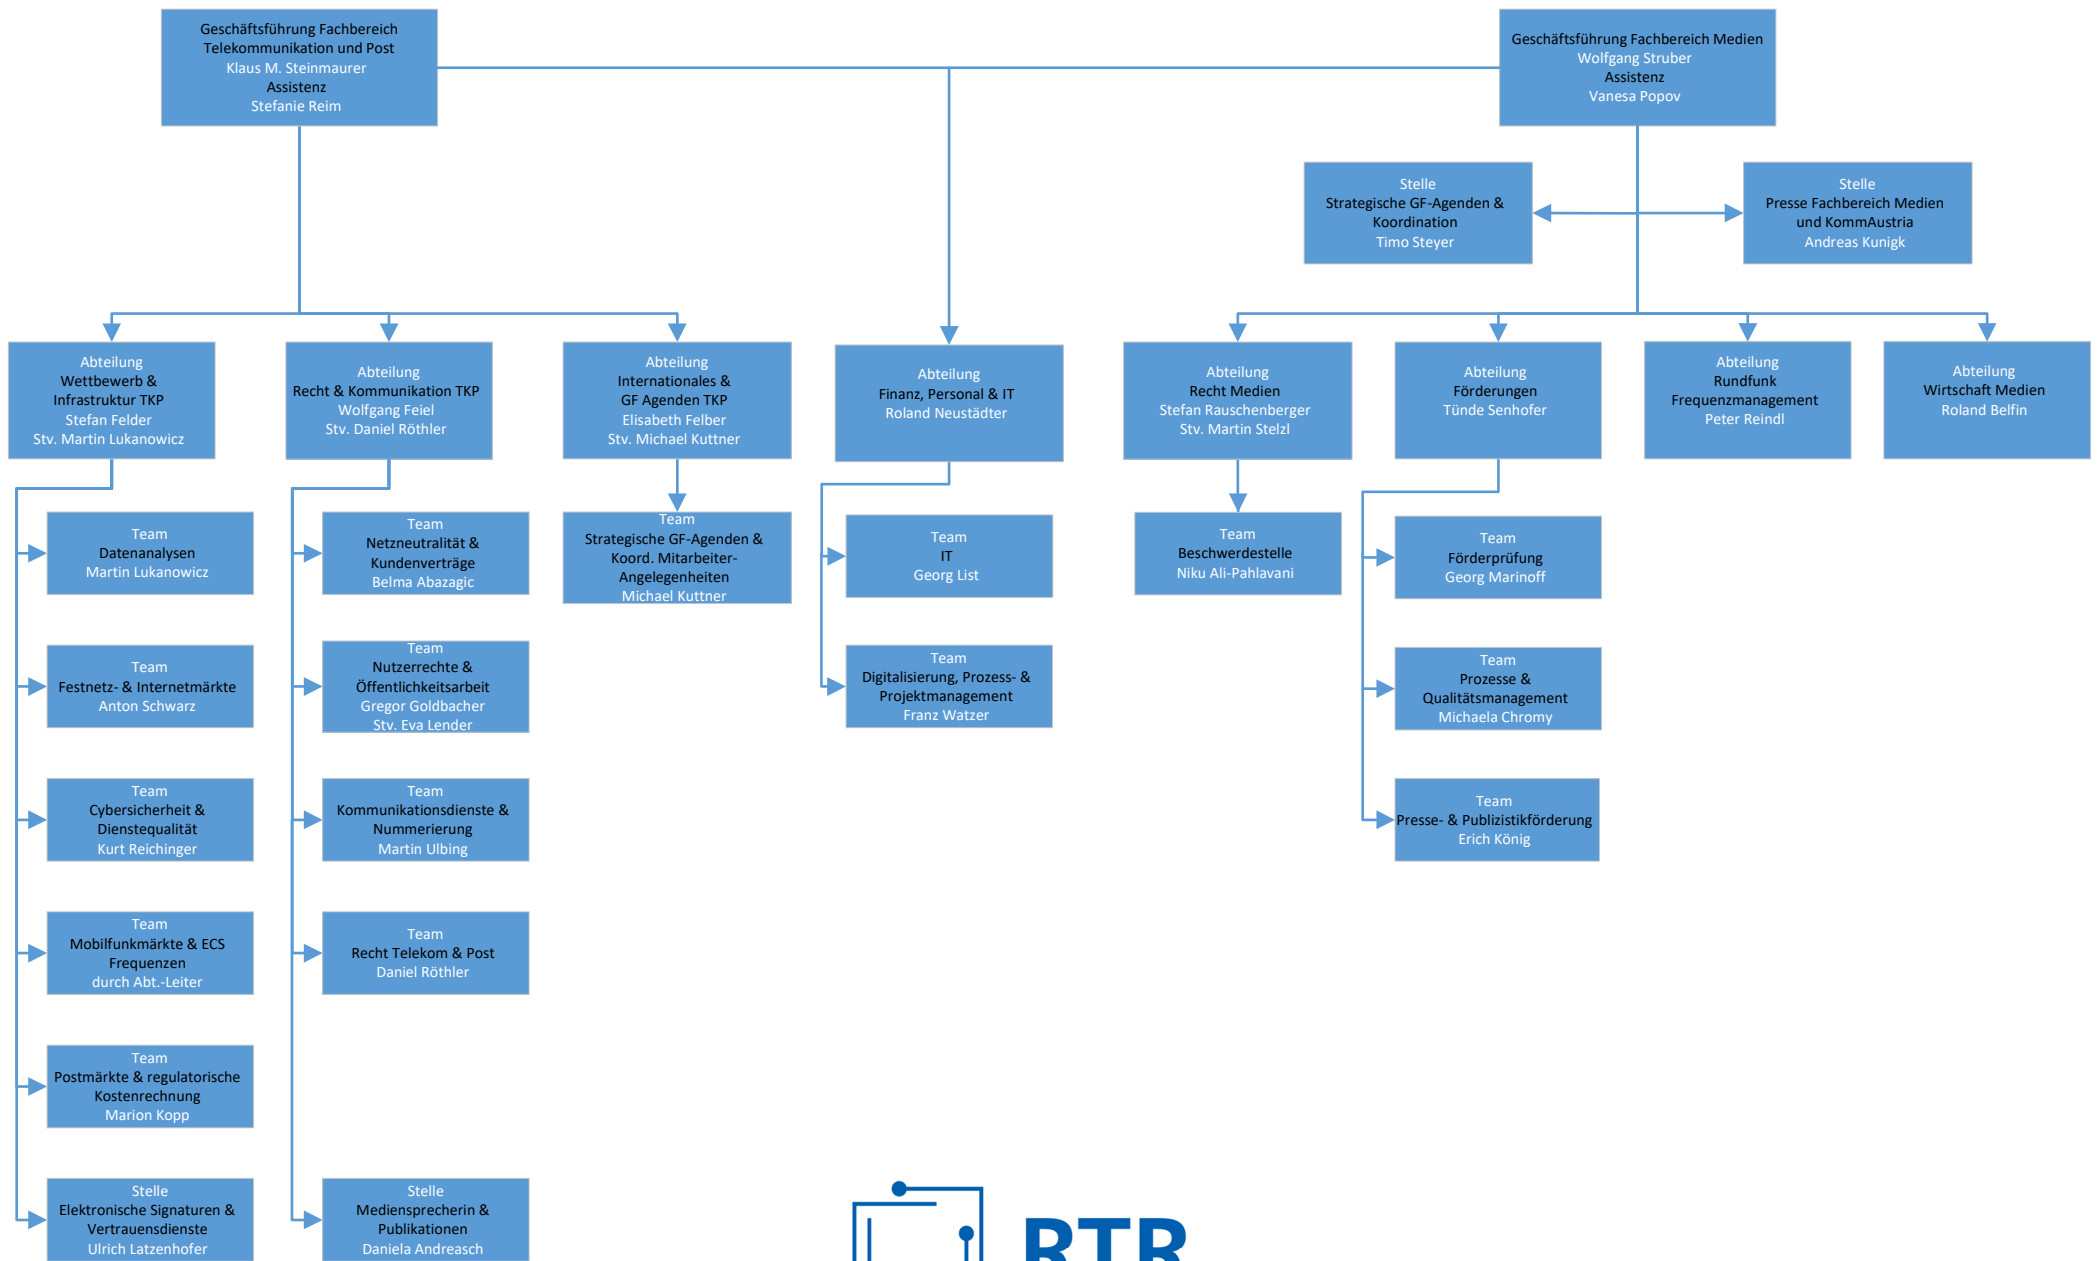 Geschäftsführung Fachbereich
Telekommunikation und Post
Klaus M. Steinmaurer
Assistenz
Stefanie Reim
Geschäftsführung Fachbereich Medien
Wolfgang Struber
Assistenz
Vanesa Popov
Stelle
Strategische GF-Agenden &
Koordination
Timo Steyer
Stelle
Presse Fachbereich Medien
und KommAustria
Andreas Kunigk
Abteilung
Wettbewerb &
Infrastruktur TKP
Stefan Felder
Stv. Martin Lukanowicz
Abteilung
Recht & Kommunikation TKP
Wolfgang Feiel
Stv. Daniel Röthler
Abteilung
Internationales &
GF Agenden TKP
Elisabeth Felber
Stv. Michael Kuttner
Abteilung
Finanz, Personal & IT
Roland Neustädter
Abteilung
Recht Medien
Stefan Rauschenberger
Stv. Martin Stelzl
Abteilung
Förderungen
Tünde Senhofer
Abteilung
Rundfunk
Frequenzmanagement
Peter Reindl
Abteilung
Wirtschaft Medien
Roland Belfin
Team
Datenanalysen
Martin Lukanowicz
Team
Netzneutralität &
Kundenverträge
Belma Abazagic
Team
Strategische GF-Agenden &
Koord. Mitarbeiter-
Angelegenheiten
Michael Kuttner
Team
IT
Georg List
Team
Beschwerdestelle
Niku Ali-Pahlavani
Team
Förderprüfung
Georg Marinoff
Team
Festnetz- & Internetmärkte
Anton Schwarz
Team
Nutzerrechte &
Öffentlichkeitsarbeit
Gregor Goldbacher
Stv. Eva Lender
Team
Digitalisierung, Prozess- &
Projektmanagement
Franz Watzer
Team
Prozesse &
Qualitätsmanagement
Michaela Chromy
Team
Cybersicherheit &
Dienstequalität
Kurt Reichinger
Team
Kommunikationsdienste &
Nummerierung
Martin Ulbing
Team
Presse- & Publizistikförderung
Erich König
Team
Mobilfunkmärkte & ECS
Frequenzen
durch Abt.-Leiter
Team
Recht Telekom & Post
Daniel Röthler
Team
Postmärkte & regulatorische
Kostenrechnung
Marion Kopp
Stelle
Elektronische Signaturen &
Vertrauensdienste
Ulrich Latzenhofer
Stelle
Mediensprecherin &
Publikationen
Daniela Andreasch
RTR